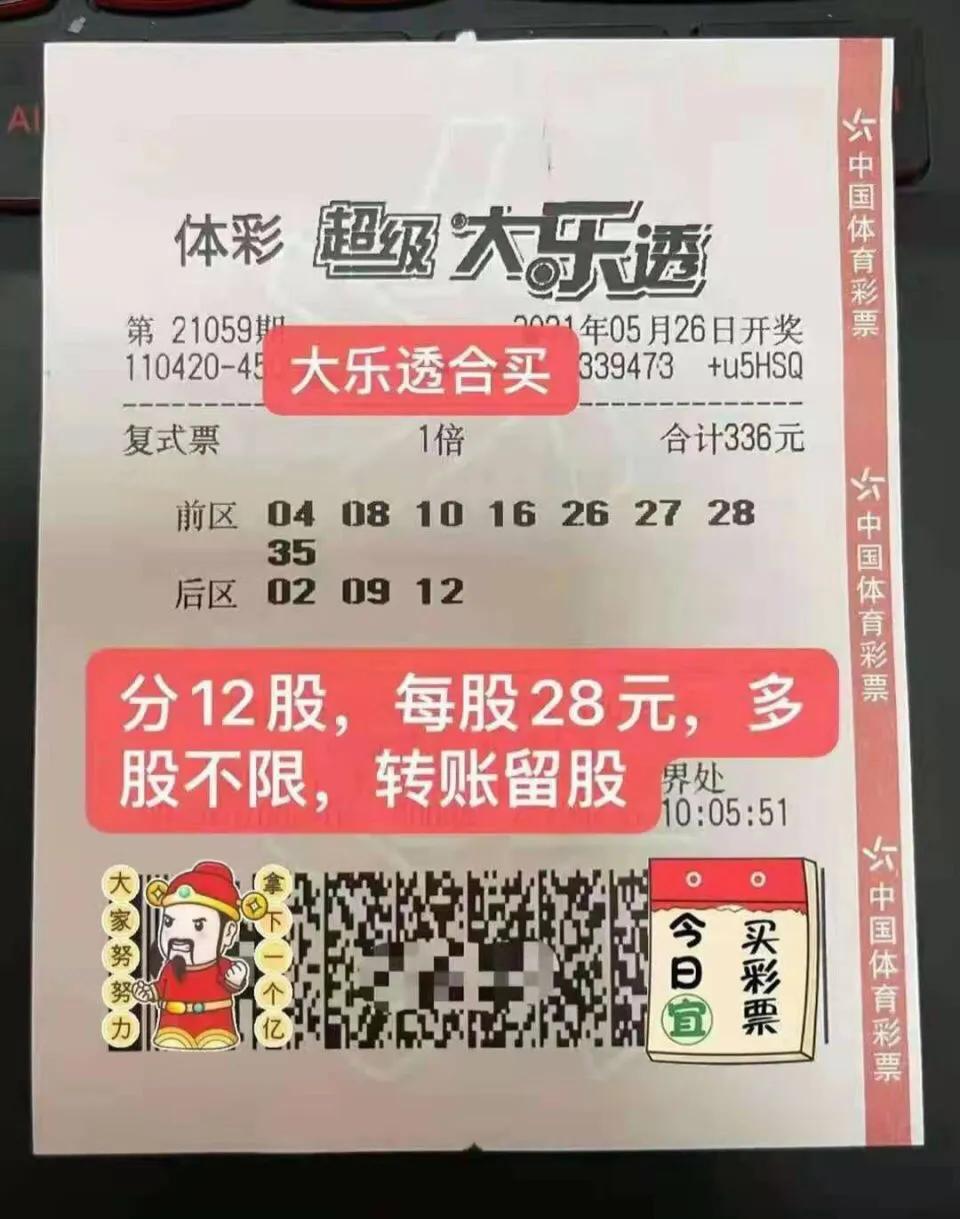 体彩 超级大乐透
第 21059期 2021年05月26日开奖
110420-45
339473 +u5HSQ
大乐透合买
复式票 1倍 合计336元
前区 04 08 10 16 26 27 28
35
后区 02 09 12
分12股，每股28元，多
股不限，转账留股
界处
10:05:51
大家努努力
拿下一个亿
今日宜
买彩票
中国体育彩票
中国体育彩票
中国体育彩票